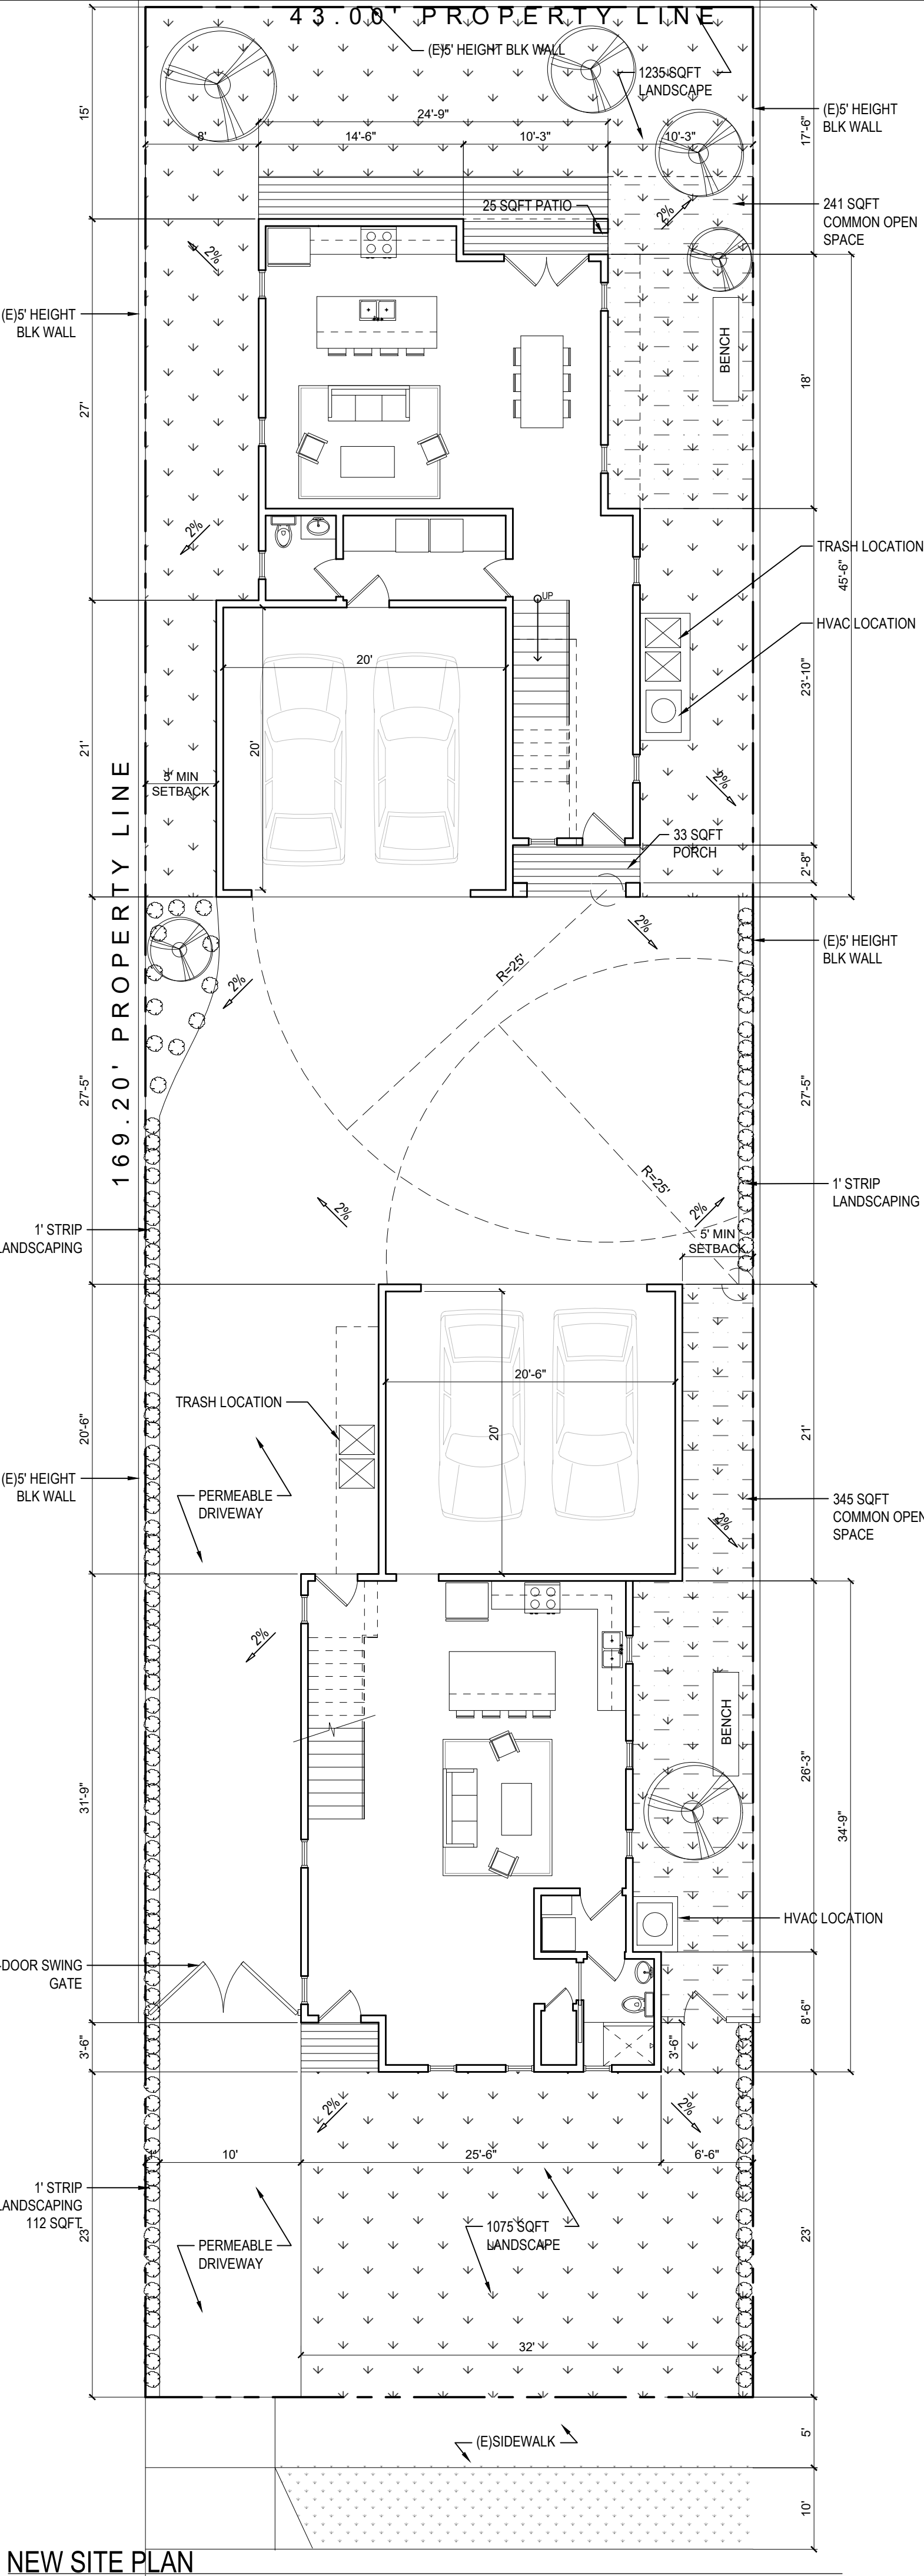 43.00' PROPERTY LINE
(E)5' HEIGHT BLK WALL
1235 SQFT
LANDSCAPE
15'
24'-9"
8'
14'-6"
10'-3"
10'-3"
17'-6"
(E)5' HEIGHT
BLK WALL
25 SQFT PATIO
2%
241 SQFT
COMMON OPEN
SPACE
2%
(E)5' HEIGHT
BLK WALL
BENCH
27'
18'
2%
TRASH LOCATION
45'-6"
UP
HVAC LOCATION
20'
23'-10"
20'
21'
5' MIN
SETBACK
2%
33 SQFT
PORCH
2'-8"
169.20' PROPERTY LINE
2%
(E)5' HEIGHT
BLK WALL
R=25'
2%
27'-5"
27'-5"
R=25'
1' STRIP
LANDSCAPING
2%
2%
1' STRIP
LANDSCAPING
5' MIN
SETBACK
20'-6"
20'
TRASH LOCATION
20'-6"
21'
(E)5' HEIGHT
BLK WALL
PERMEABLE
DRIVEWAY
345 SQFT
COMMON OPEN
SPACE
2%
2%
BENCH
31'-9"
26'-3"
34'-9"
HVAC LOCATION
-DOOR SWING
GATE
8'-6"
3'-6"
3'-6"
2%
2%
1'
10'
25'-6"
6'-6"
1' STRIP
LANDSCAPING
112 SQFT
23'
1075 SQFT
LANDSCAPE
23'
PERMEABLE
DRIVEWAY
32'
(E)SIDEWALK
5'
10'
NEW SITE PLAN